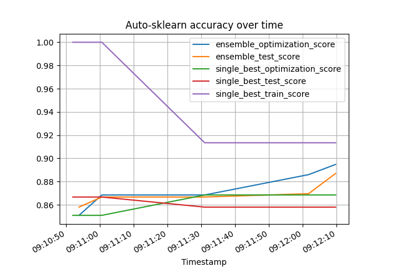 Auto-sklearn accuracy over time
1.00
0.98
0.96
0.94
0.92
0.90
0.88
0.86
ensemble_optimization_score
ensemble_test_score
single_best_optimization_score
single_best_test_score
single_best_train_score
09:10:50
09:11:00
09:11:10
09:11:20
09:11:30
09:11:40
09:11:50
09:12:00
09:12:10
Timestamp